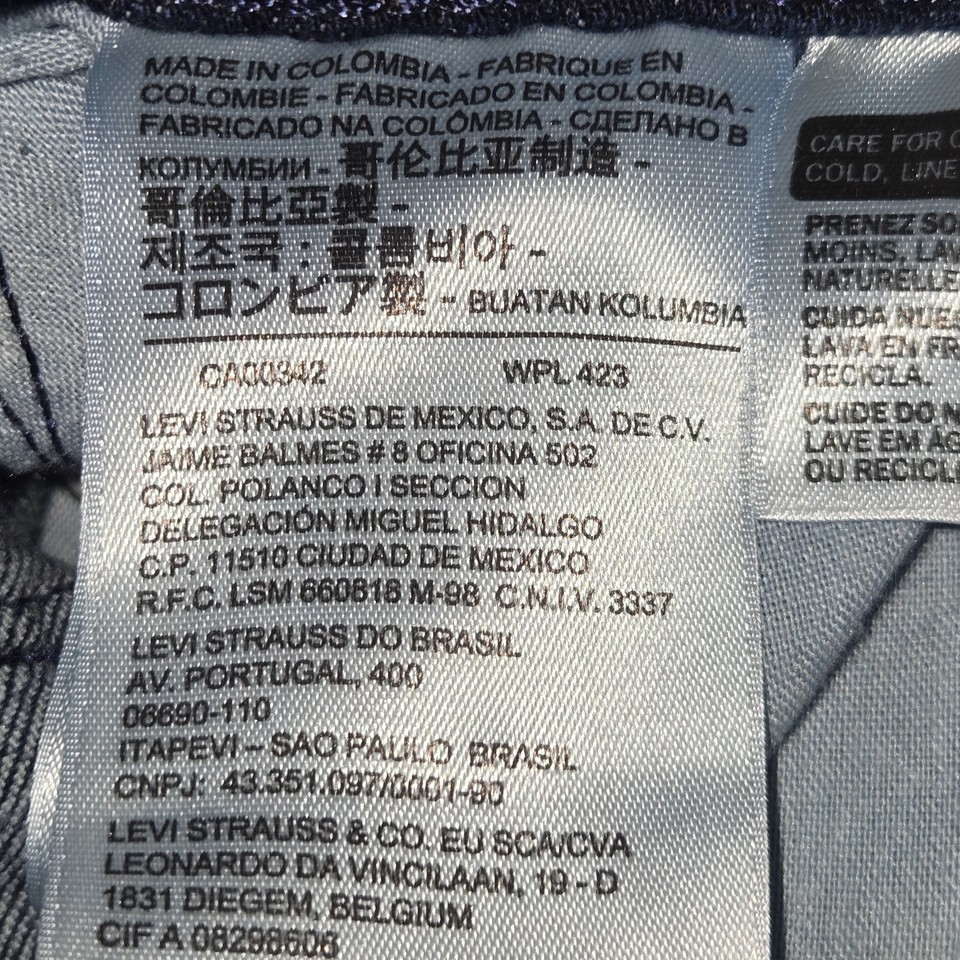 MADE IN COLOMBIA - FABRIQUE EN
COLOMBIE - FABRICADO EN COLOMBIA -
FABRICADO NA COLÔMBIA - СДЕЛАНО В
КОЛУМБИИ - 哥伦比亚制造 -
哥倫比亞製 -
제조국 : 콜롬비아 -
コロンビア製 - BUATAN KOLUMBIA
CA00342 WPL 423
LEVI STRAUSS DE MEXICO, S.A. DE C.V.
JAIME BALMES # 8 OFICINA 502
COL. POLANCO I SECCION
DELEGACIÓN MIGUEL HIDALGO
C.P. 11510 CIUDAD DE MEXICO
R.F.C. LSM 660818 M-98 C.N.I.V. 3337
LEVI STRAUSS DO BRASIL
AV. PORTUGAL, 400
06690-110
ITAPEVI - SAO PAULO BRASIL
CNPJ: 43.351.097/0001-90
LEVI STRAUSS & CO. EU SCA/CVA
LEONARDO DA VINCILAAN, 19 - D
1831 DIEGEM, BELGIUM
CIF A 08298606
CARE FOR
COLD, LINE
PRENEZ
MOINS,
NATURELLE
CUIDA
LAVA EN
RECICLA.
CUIDE DO
LAVE EM
OU